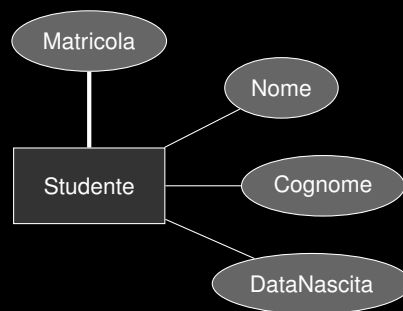 Matricola
Nome
Studente
Cognome
DataNascita